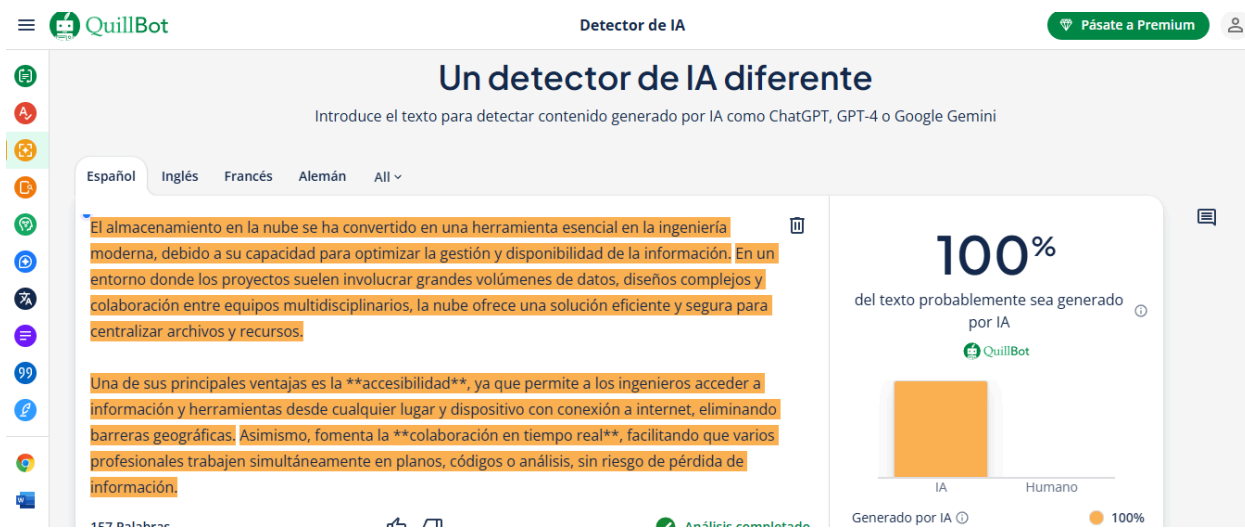 QuillBot
Detector de IA
Pásate a Premium
Un detector de IA diferente
Introduce el texto para detectar contenido generado por IA como ChatGPT, GPT-4 o Google Gemini
Español Inglés Francés Alemán All
El almacenamiento en la nube se ha convertido en una herramienta esencial en la ingeniería
moderna, debido a su capacidad para optimizar la gestión y disponibilidad de la información. En un
entorno donde los proyectos suelen involucrar grandes volúmenes de datos, diseños complejos y
colaboración entre equipos multidisciplinarios, la nube ofrece una solución eficiente y segura para
centralizar archivos y recursos.
Una de sus principales ventajas es la **accesibilidad**, ya que permite a los ingenieros acceder a
información y herramientas desde cualquier lugar y dispositivo con conexión a internet, eliminando
barreras geográficas. Asimismo, fomenta la **colaboración en tiempo real**, facilitando que varios
profesionales trabajen simultáneamente en planos, códigos o análisis, sin riesgo de pérdida de
información.
157 Palabras
Análisis completado
100%
del texto probablemente sea generado
por IA
QuillBot
IA Humano
Generado por IA
100%